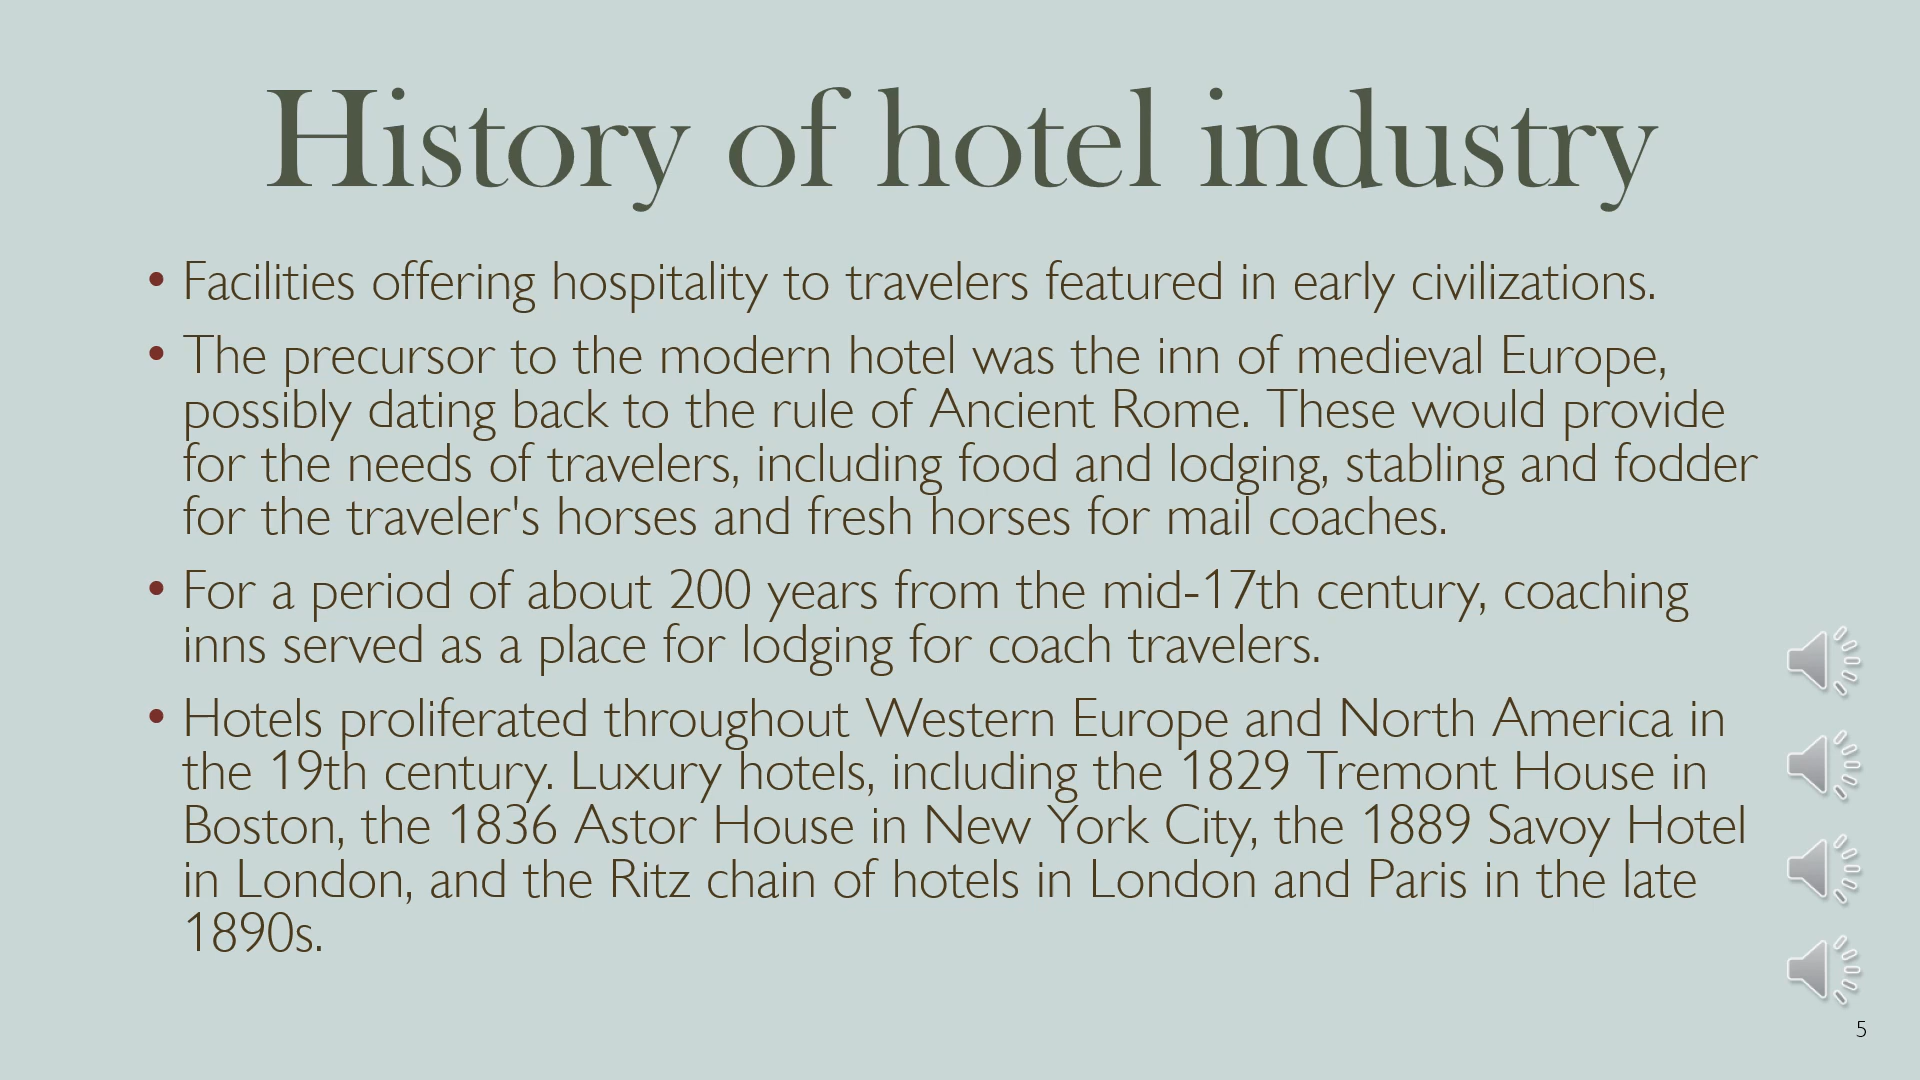 History of hotel industry
• Facilities offering hospitality to travelers featured in early civilizations.
• The precursor to the modern hotel was the inn of medieval Europe,
possibly dating back to the rule of Ancient Rome. These would provide
for the needs of travelers, including food and lodging, stabling and fodder
for the traveler's horses and fresh horses for mail coaches.
• For a period of about 200 years from the mid-17th century, coaching
inns served as a place for lodging for coach travelers.
• Hotels proliferated throughout Western Europe and North America in
the 19th century. Luxury hotels, including the 1829 Tremont House in
Boston, the 1836 Astor House in New York City, the 1889 Savoy Hotel
in London, and the Ritz chain of hotels in London and Paris in the late
1890s.
5